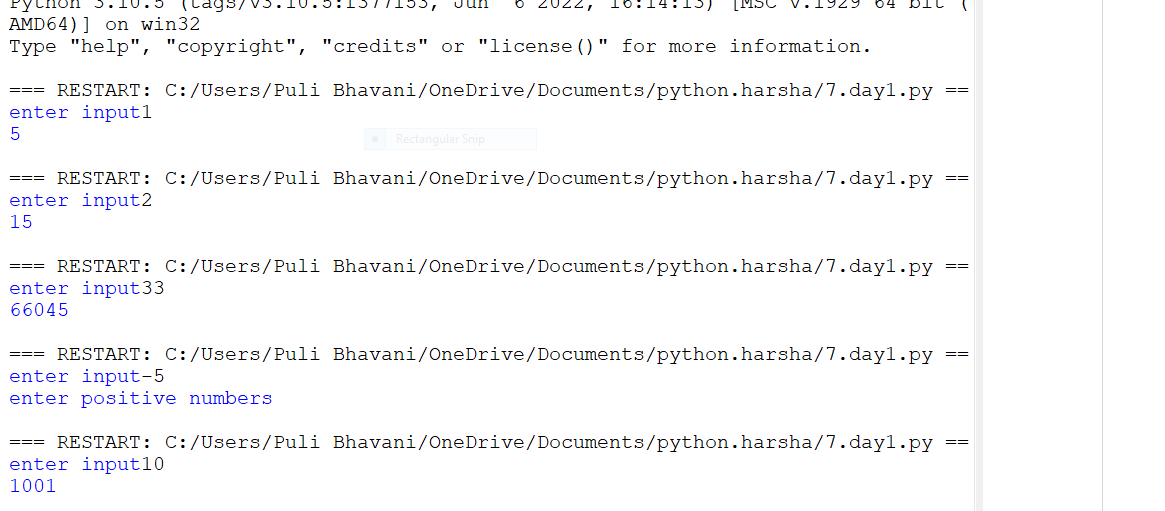 Python 3.10.5 (tags/v3.10.5:f377153, Jun  6 2022, 16:14:13) [MSC v.1929 64 bit (
AMD64)] on win32
Type "help", "copyright", "credits" or "license()" for more information.
=== RESTART: C:/Users/Puli Bhavani/OneDrive/Documents/python.harsha/7.day1.py ==
enter input1
5
Rectangular Snip
=== RESTART: C:/Users/Puli Bhavani/OneDrive/Documents/python.harsha/7.day1.py ==
enter input2
15
=== RESTART: C:/Users/Puli Bhavani/OneDrive/Documents/python.harsha/7.day1.py ==
enter input33
66045
=== RESTART: C:/Users/Puli Bhavani/OneDrive/Documents/python.harsha/7.day1.py ==
enter input-5
enter positive numbers
=== RESTART: C:/Users/Puli Bhavani/OneDrive/Documents/python.harsha/7.day1.py ==
enter input10
1001